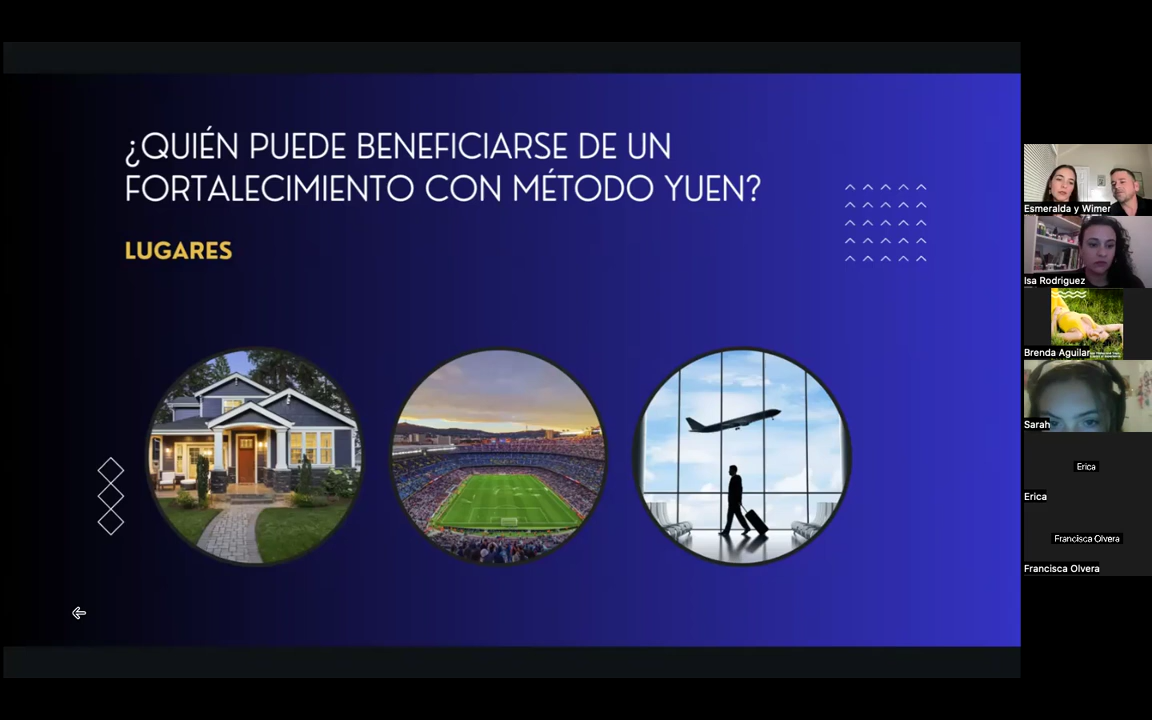 ¿QUIÉN PUEDE BENEFICIARSE DE UN
FORTALECIMIENTO CON MÉTODO YUEN?
LUGARES
Esmeralda y Wimer
Isa Rodriguez
Brenda Aguilar
Sarah
Erica
Erica
Francisca Olvera
Francisca Olvera